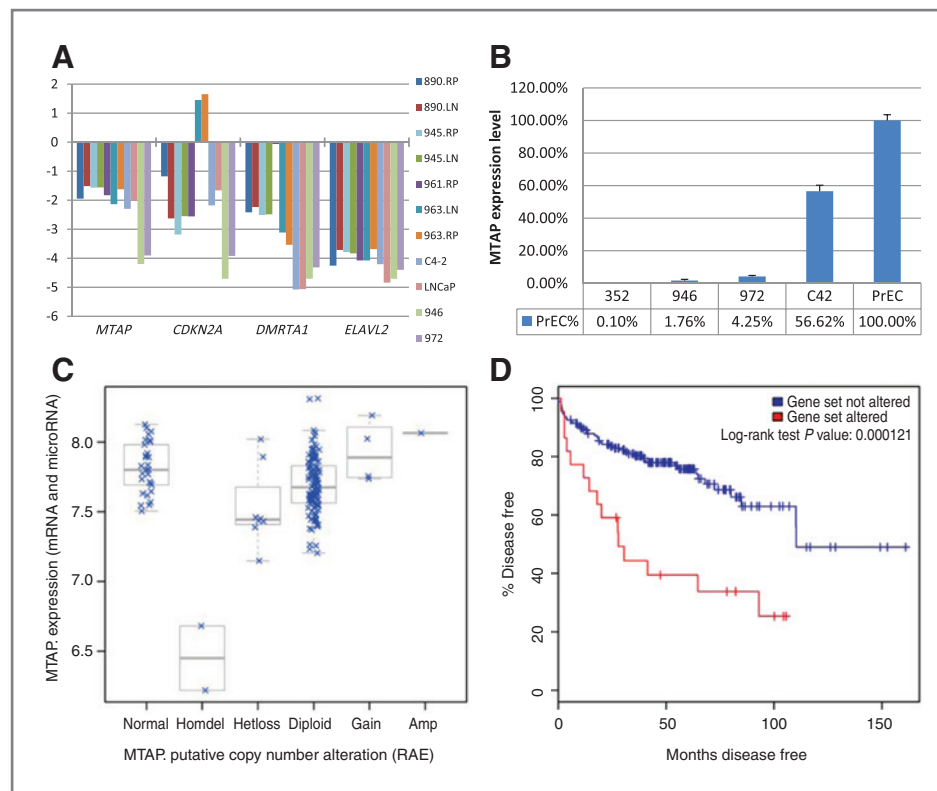 A
2
1
0
-1
-2
-3
-4
-5
-6
MTAP CDKN2A DMRTA1 ELAVL2
890.RP
890.LN
945.RP
945.LN
961.RP
963.LN
963.RP
C4-2
LNCaP
946
972
B
MTAP expression level
120.00%
100.00%
80.00%
60.00%
40.00%
20.00%
0.00%
352 946 972 C42 PrEC
PrEC% 0.10% 1.76% 4.25% 56.62% 100.00%
C
MTAP. expression (mRNA and microRNA)
8.0
7.5
7.0
6.5
Normal Homdel Hetloss Diploid Gain Amp
MTAP. putative copy number alteration (RAE)
D
% Disease free
100
80
60
40
20
0
Gene set not altered
Gene set altered
Log-rank test P value: 0.000121
0 50 100 150
Months disease free